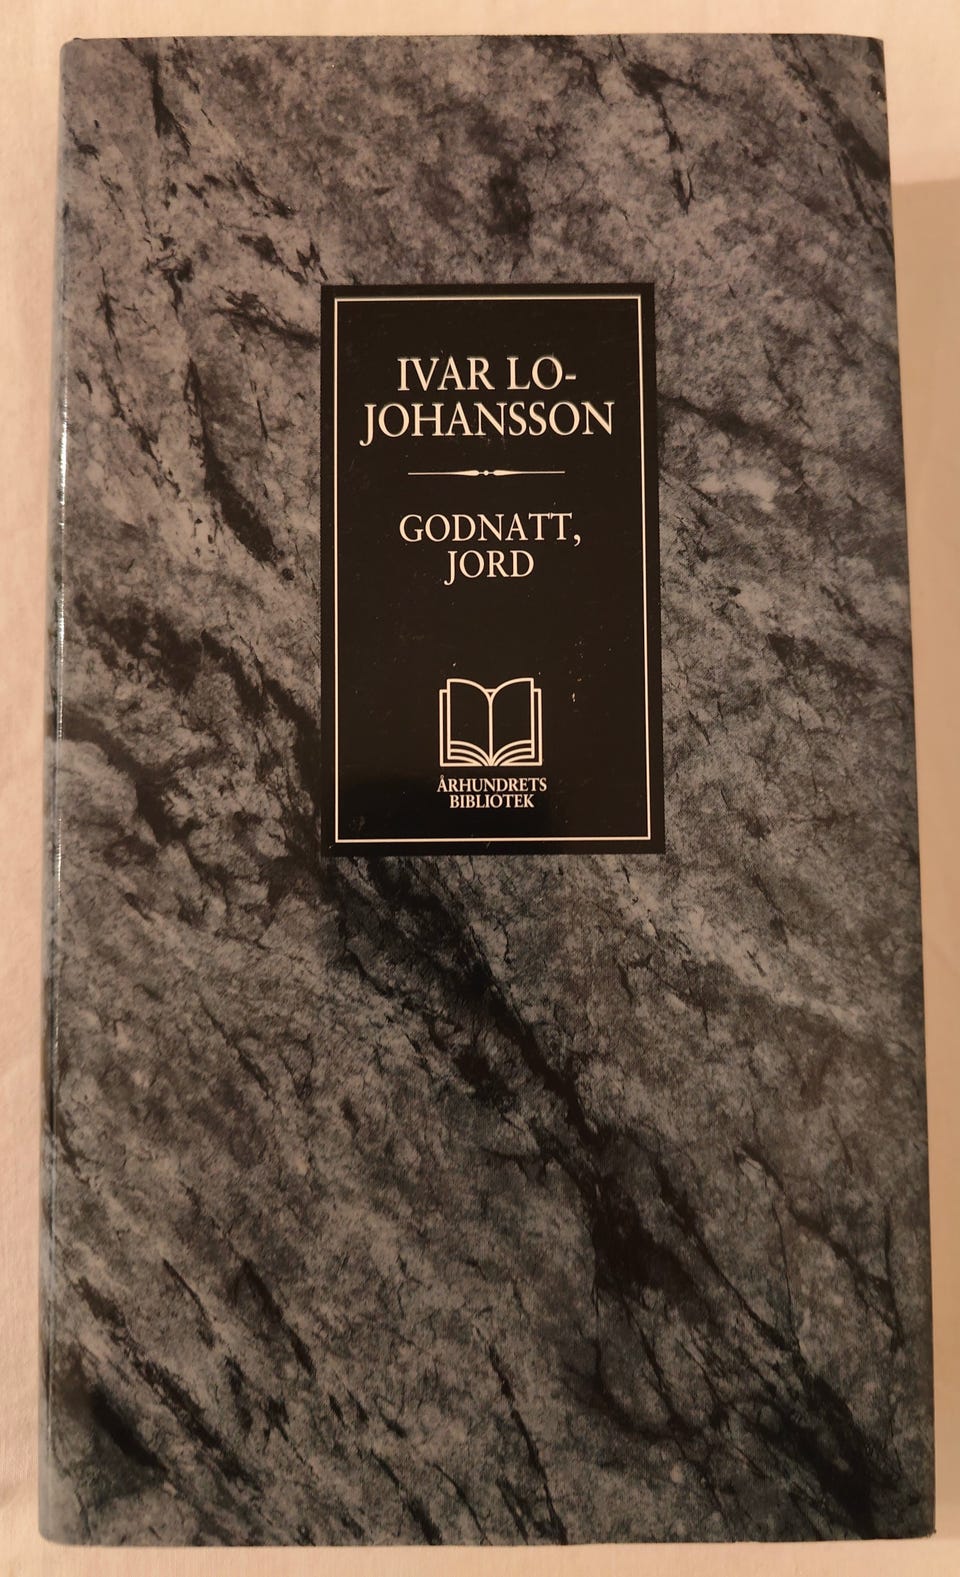 IVAR LO-
JOHANSSON
GODNATT,
JORD
ÅRHUNDRETS
BIBLIOTEK